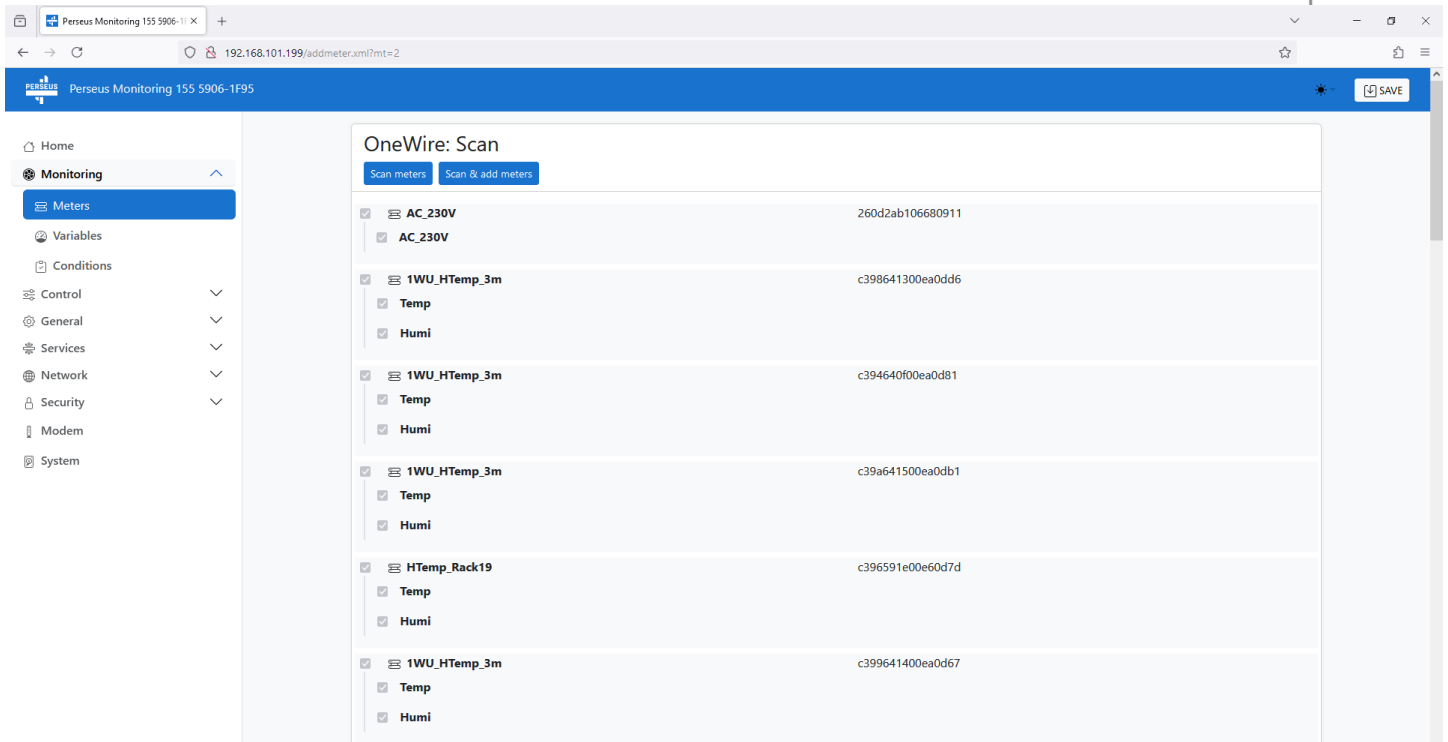 Perseus Monitoring 155 5906-1F
192.168.101.199/addmeter.xml?mt=2
PERSEUS
Perseus Monitoring 155 5906-1F95
SAVE
Home
Monitoring
Meters
Variables
Conditions
Control
General
Services
Network
Security
Modem
System
OneWire: Scan
Scan meters Scan & add meters
AC_230V 260d2ab106680911
AC_230V
1WU_HTemp_3m c398641300ea0dd6
Temp
Humi
1WU_HTemp_3m c394640f00ea0d81
Temp
Humi
1WU_HTemp_3m c39a641500ea0db1
Temp
Humi
HTemp_Rack19 c396591e00e60d7d
Temp
Humi
1WU_HTemp_3m c399641400ea0d67
Temp
Humi